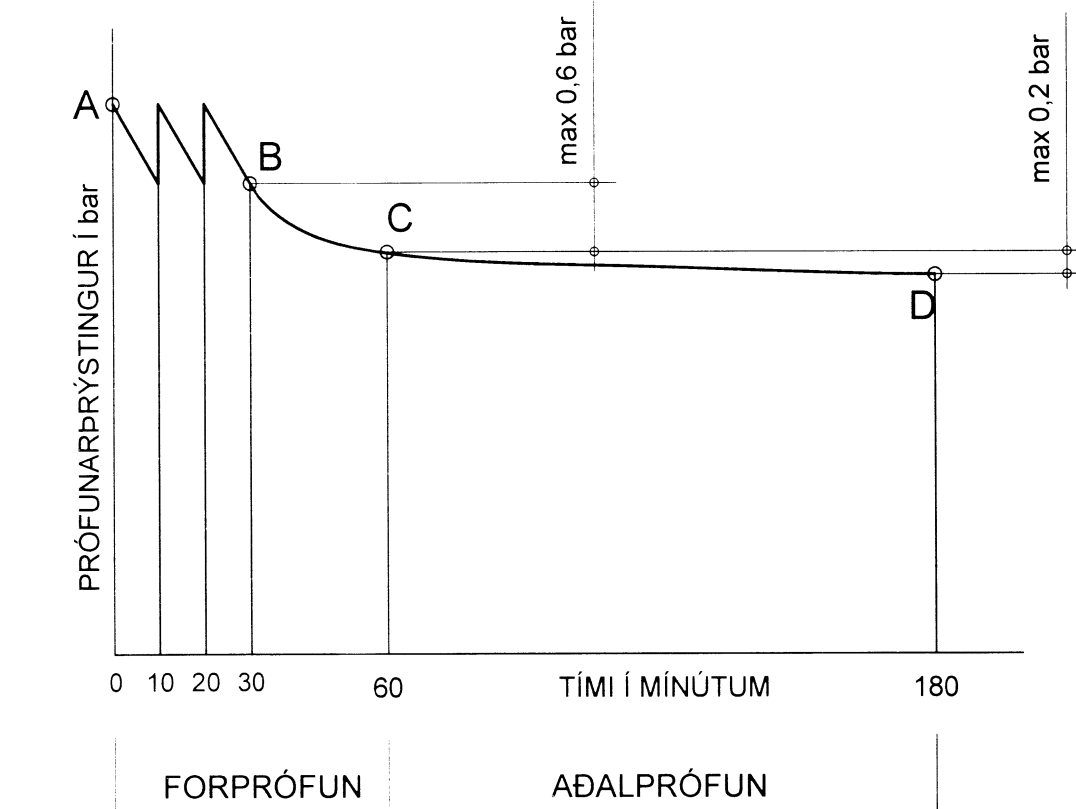 max 0,6 bar
max 0,2 bar
A
B
C
D
PRÓFUNARÞRÝSTINGUR Í bar
0 10 20 30 60 TÍMI Í MÍNÚTUM 180
FORPRÓFUN AÐALPRÓFUN